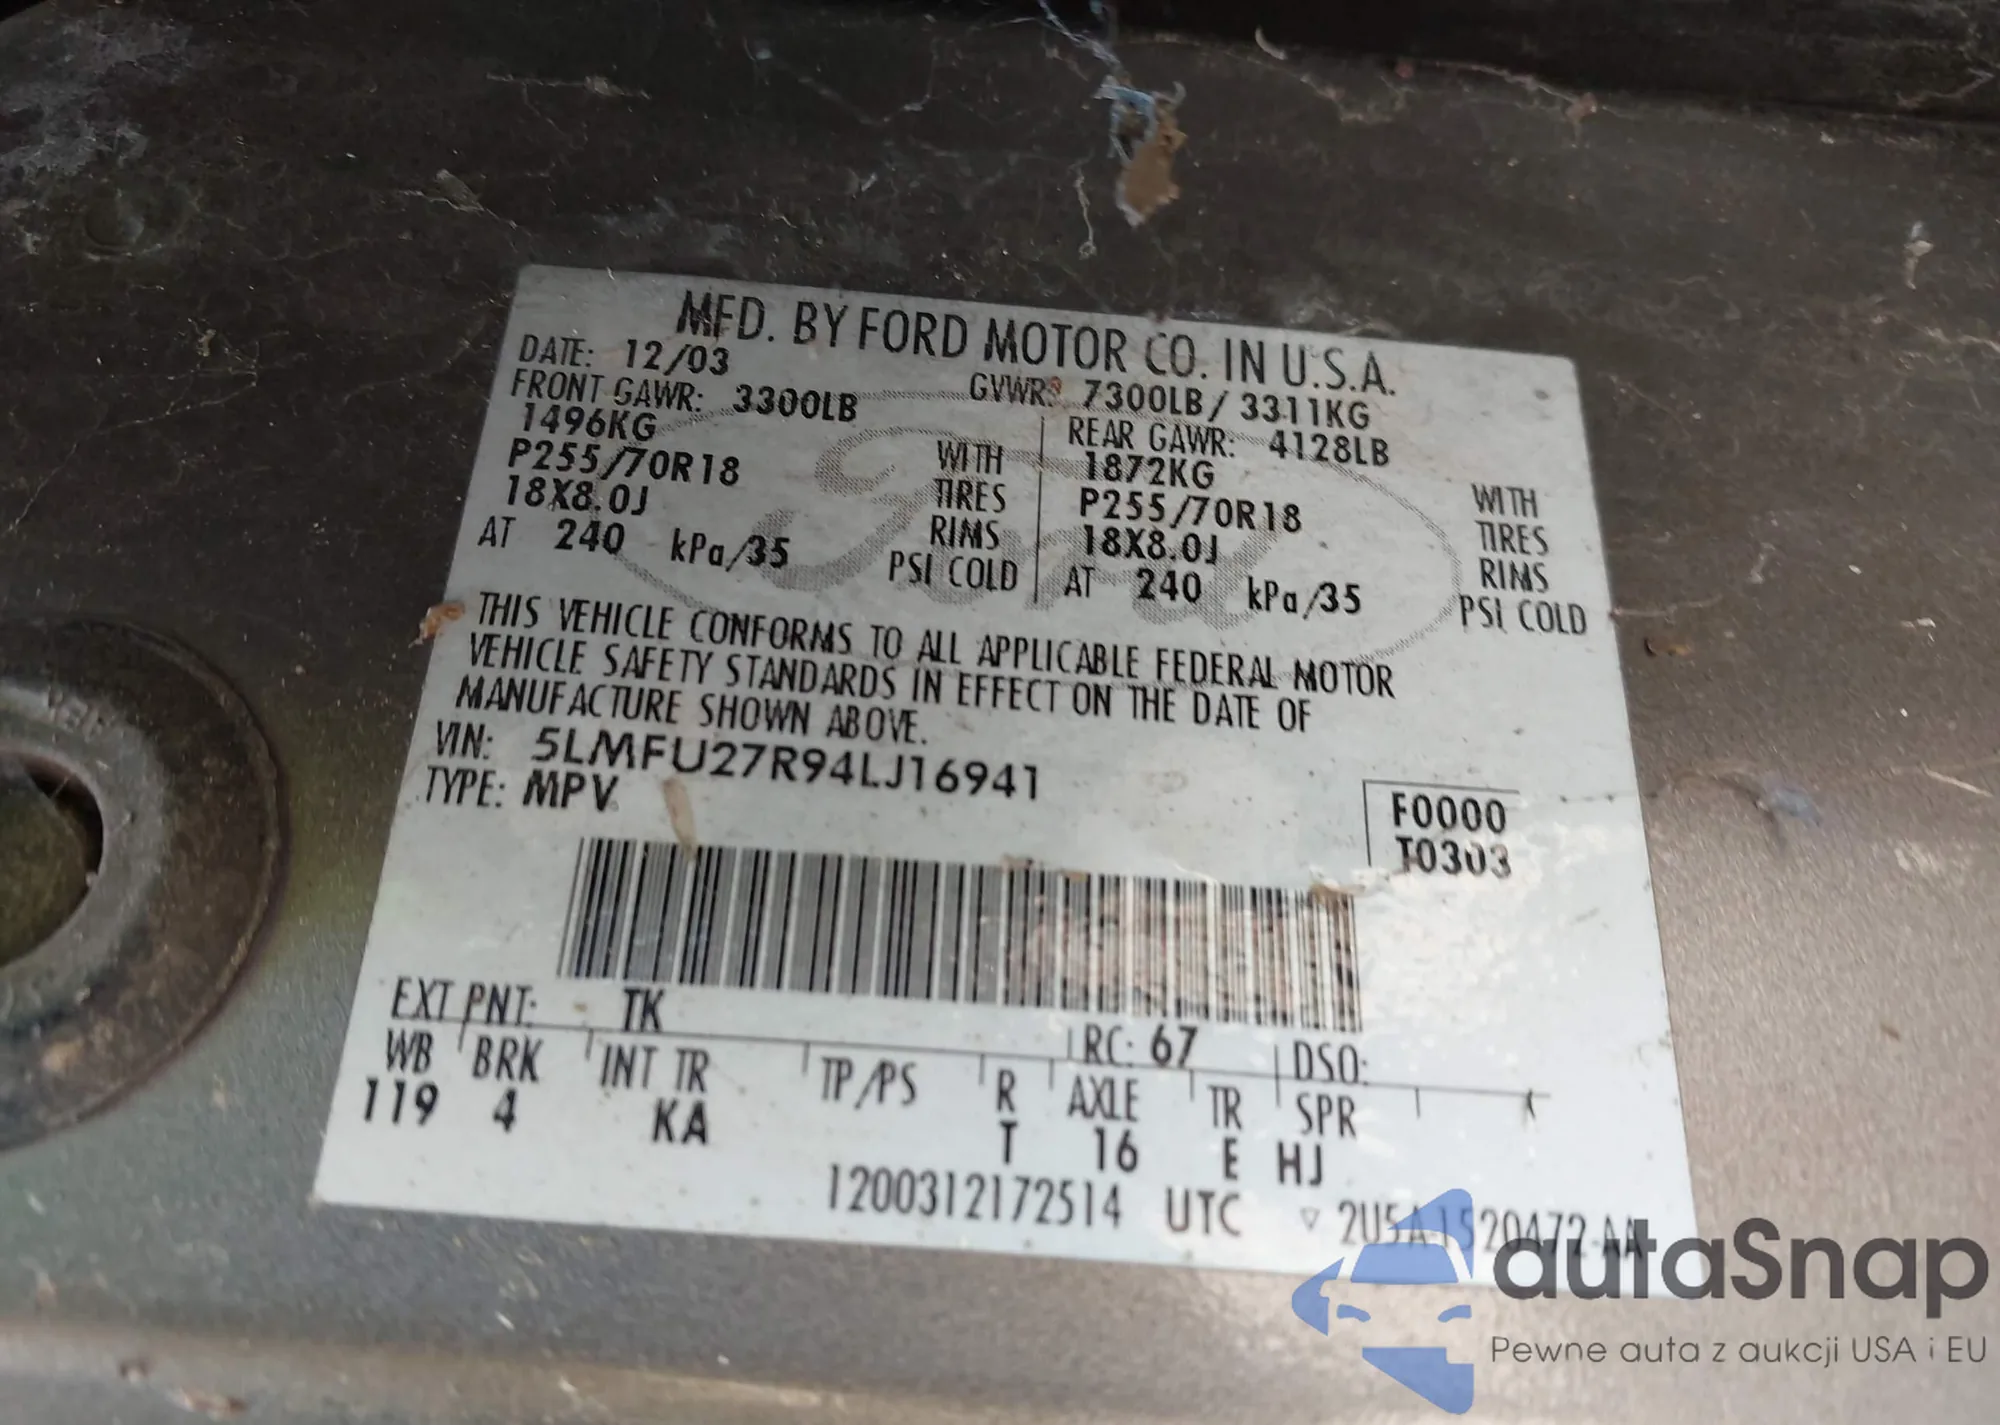 MFD. BY FORD MOTOR CO. IN U.S.A.
DATE: 12/03 GVWR: 7300LB / 3311KG
FRONT GAWR: 3300LB REAR GAWR: 4128LB
1496KG WITH 1872KG WITH
P255/70R18 TIRES P255/70R18 TIRES
18X8.0J RIMS 18X8.0J RIMS
AT 240 kPa/35 PSI COLD AT 240 kPa/35 PSI COLD
THIS VEHICLE CONFORMS TO ALL APPLICABLE FEDERAL MOTOR
VEHICLE SAFETY STANDARDS IN EFFECT ON THE DATE OF
MANUFACTURE SHOWN ABOVE.
VIN: 5LMFU27R94LJ16941
TYPE: MPV
F0000
T0303
EXT PNT: TK RC: 67 DSO:
WB BRK INT TR TP/PS R AXLE TR SPR
119 4 KA T 16 E HJ
1200312172514 UTC ▽ 2U5A-1520472-AA
autaSnap
Pewne auta z aukcji USA i EU